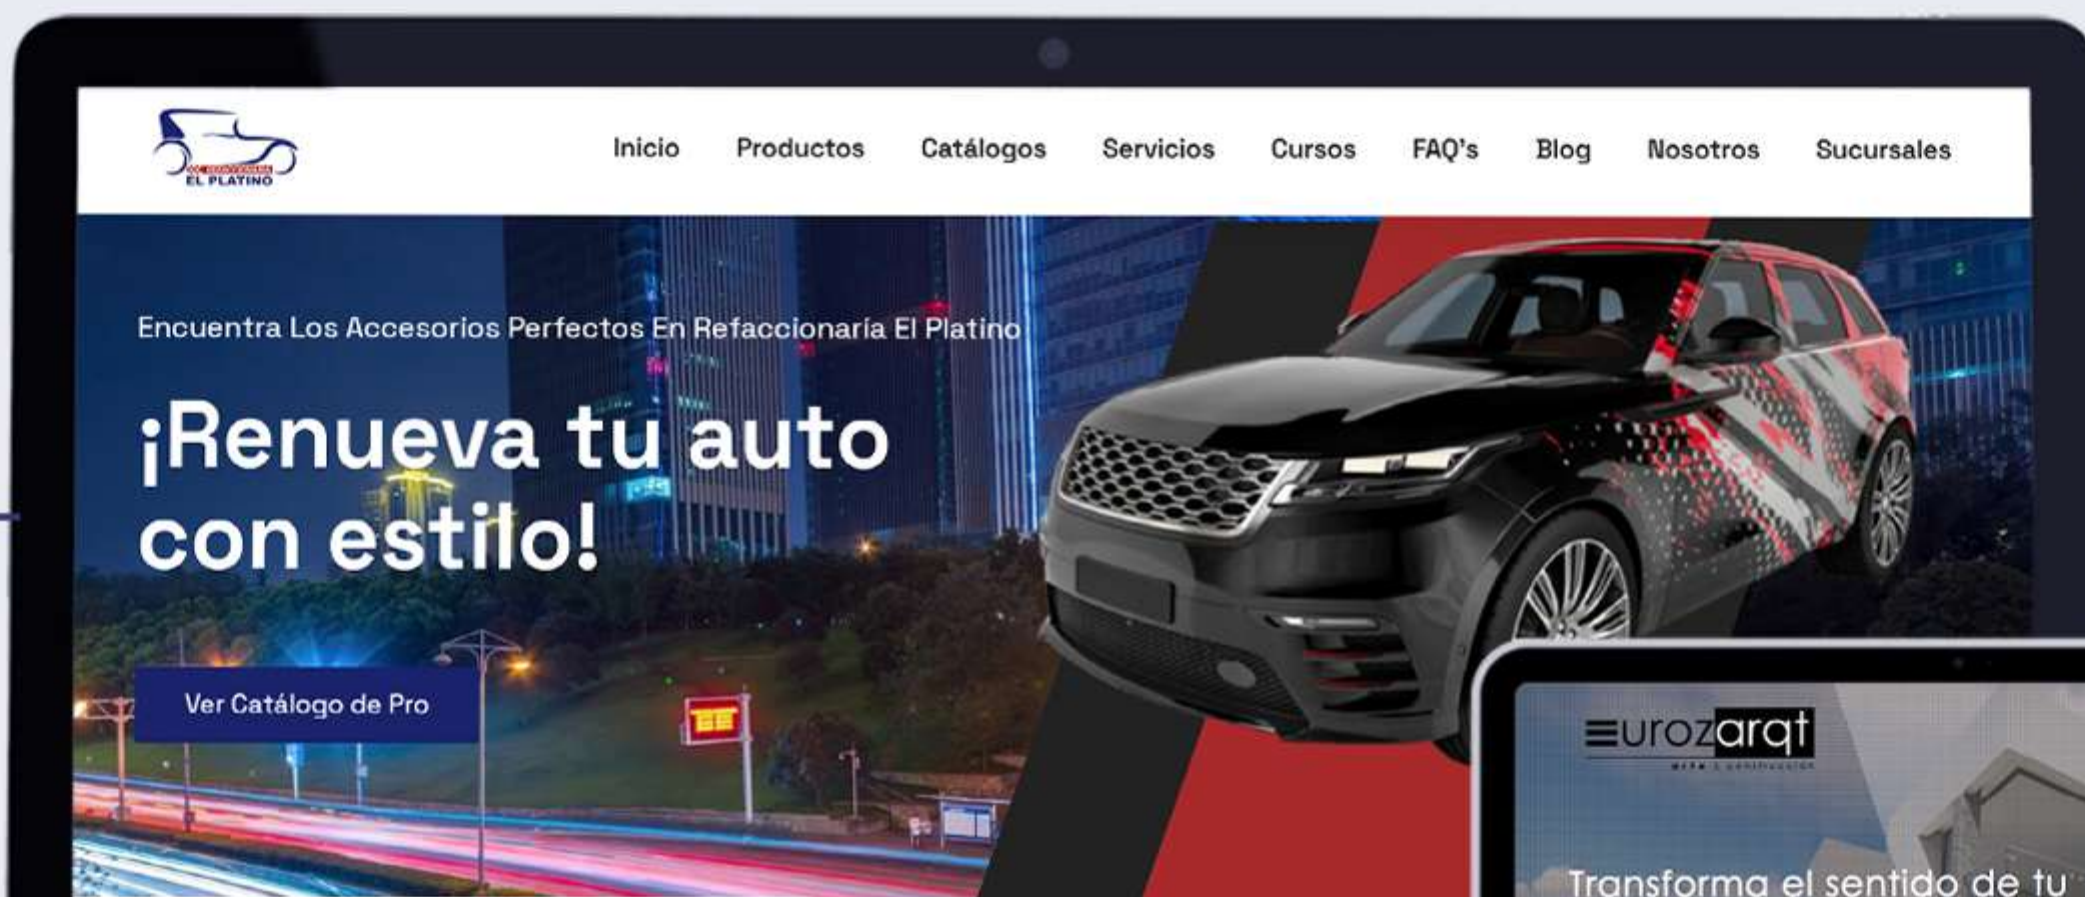 EL PLATINO
Inicio Productos Catálogos Servicios Cursos FAQ's Blog Nosotros Sucursales
Encuentra Los Accesorios Perfectos En Refaccionaría El Platino
¡Renueva tu auto
con estilo!
Ver Catálogo de Pro
Eurozarqt
Transforma el sentido de tu